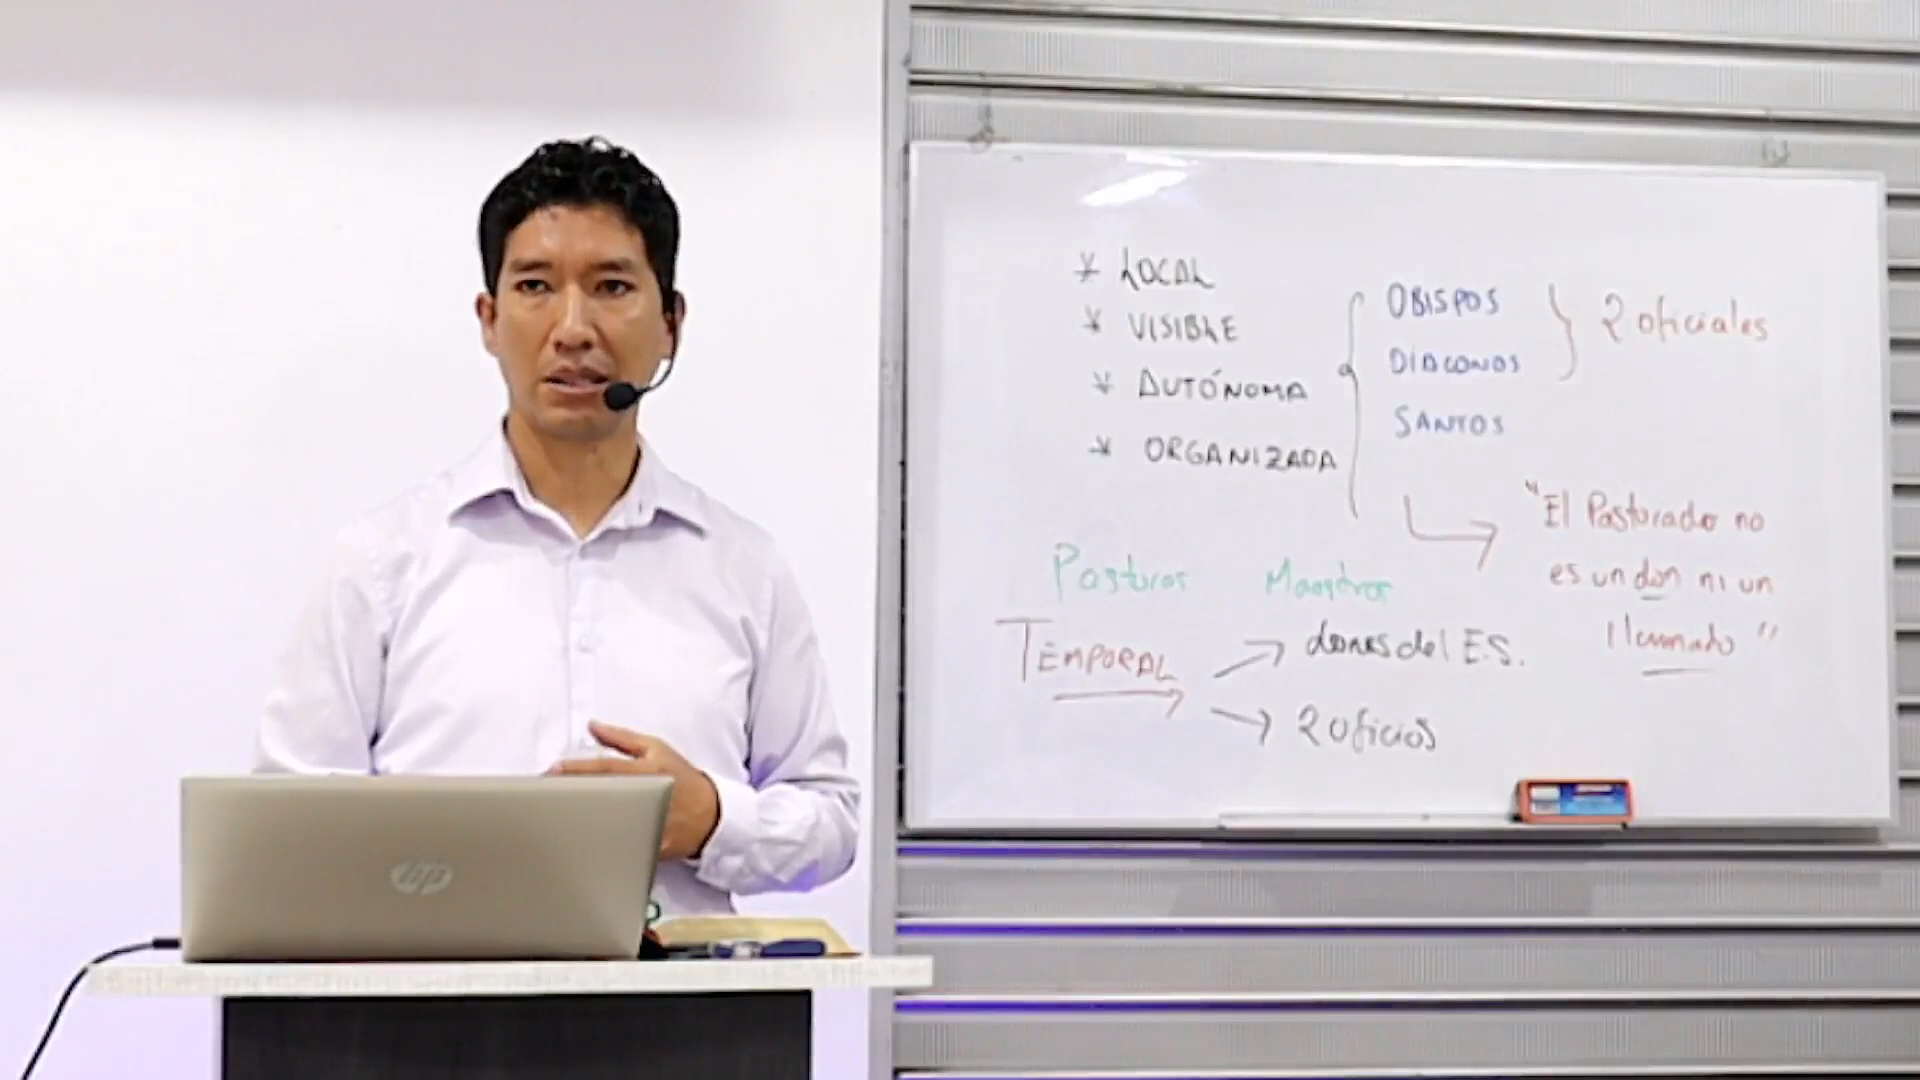 * LOCAL
* VISIBLE
* AUTÓNOMA
* ORGANIZADA
OBISPOS
DIACONOS
SANTOS
2 oficiales
"El Pastorado no
es un don ni un
llamado"
Pastores Maestros
TEMPORAL
dones del E.S.
2 oficios
hp